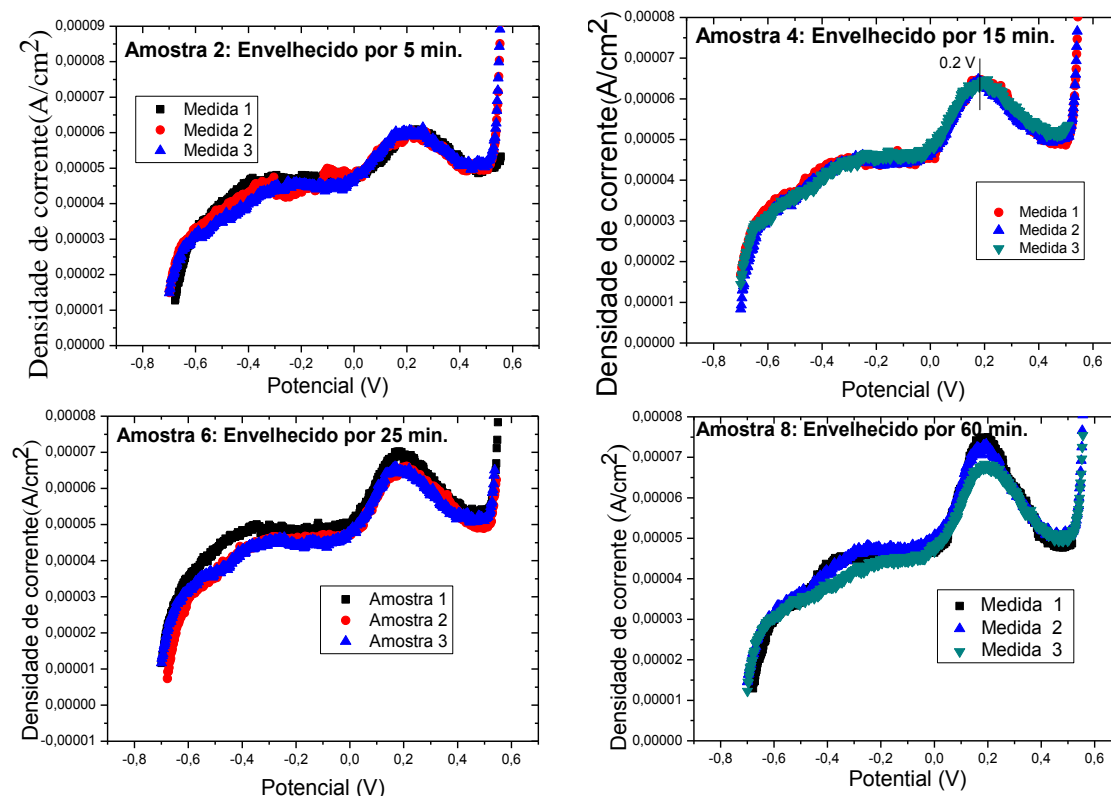 Amostra 2: Envelhecido por 5 min.
Densidade de corrente(A/cm2)
0,00009
0,00008
0,00007
0,00006
0,00005
0,00004
0,00003
0,00002
0,00001
0,00000
Medida 1
Medida 2
Medida 3
-0,8 -0,6 -0,4 -0,2 0,0 0,2 0,4 0,6
Potencial (V)
Amostra 4: Envelhecido por 15 min.
0.2 V
Densidade de corrente(A/cm2)
0,00008
0,00007
0,00006
0,00005
0,00004
0,00003
0,00002
0,00001
0,00000
Medida 1
Medida 2
Medida 3
-0,8 -0,6 -0,4 -0,2 0,0 0,2 0,4 0,6
Potencial (V)
Amostra 6: Envelhecido por 25 min.
Densidade de corrente(A/cm2)
0,00008
0,00007
0,00006
0,00005
0,00004
0,00003
0,00002
0,00001
0,00000
-0,00001
Amostra 1
Amostra 2
Amostra 3
-0,8 -0,6 -0,4 -0,2 0,0 0,2 0,4 0,6
Potencial (V)
Amostra 8: Envelhecido por 60 min.
Densidade de corrente (A/cm2)
0,00008
0,00007
0,00006
0,00005
0,00004
0,00003
0,00002
0,00001
0,00000
Medida 1
Medida 2
Medida 3
-0,8 -0,6 -0,4 -0,2 0,0 0,2 0,4 0,6
Potential (V)